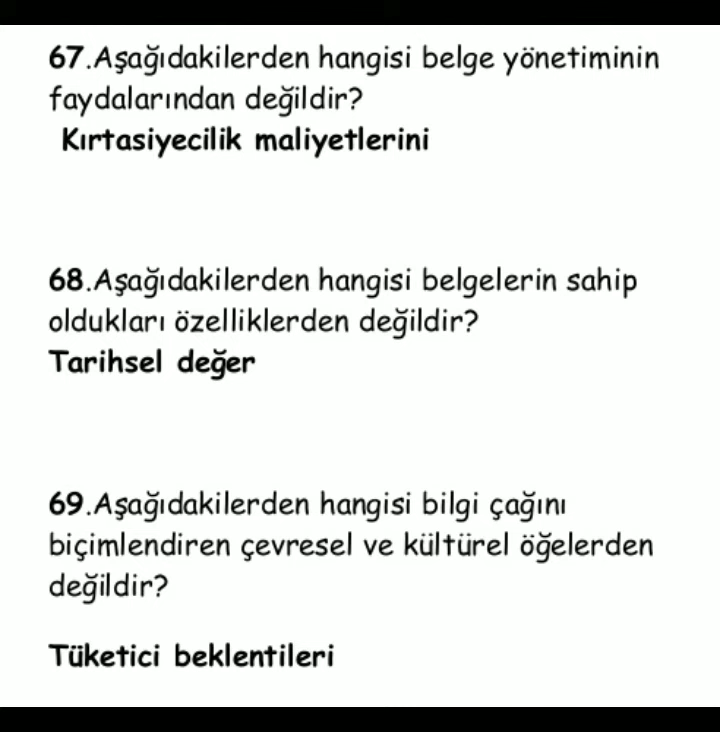 67.Aşağıdakilerden hangisi belge yönetiminin
faydalarından değildir?
Kırtasiyecilik maliyetlerini
68.Aşağıdakilerden hangisi belgelerin sahip
oldukları özelliklerden değildir?
Tarihsel değer
69.Aşağıdakilerden hangisi bilgi çağını
biçimlendiren çevresel ve kültürel öğelerden
değildir?
Tüketici beklentileri